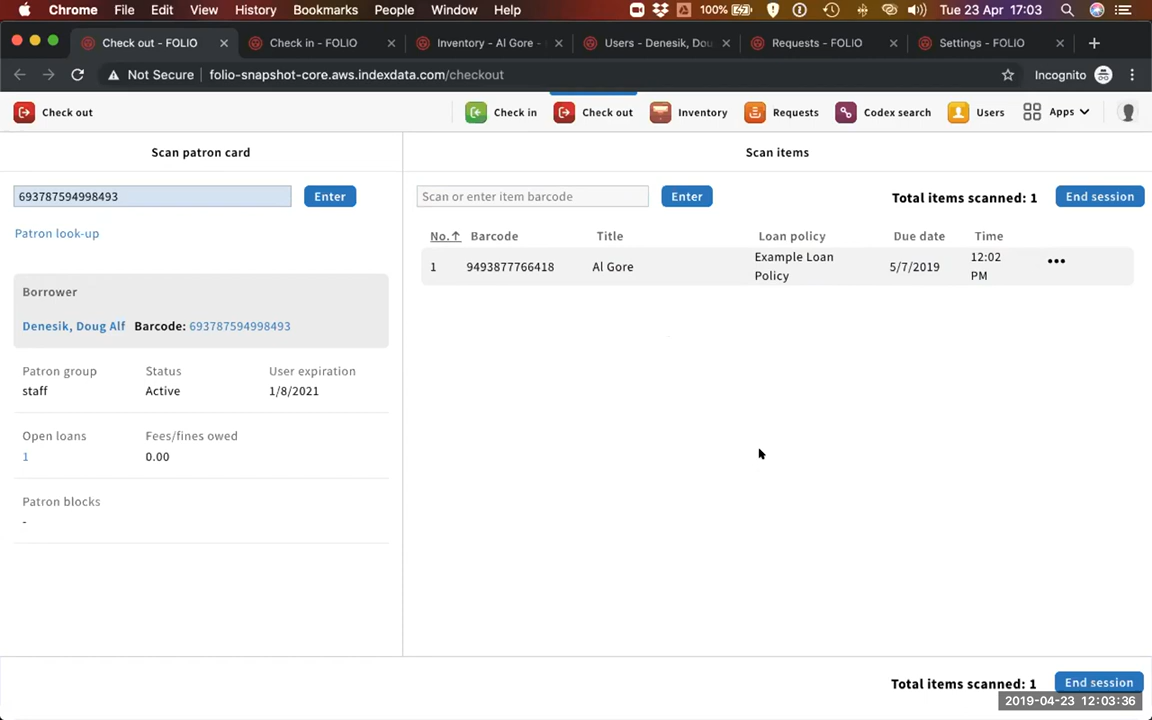 Chrome File Edit View History Bookmarks People Window Help 100% Tue 23 Apr 17:03
Check out - FOLIO Check in - FOLIO Inventory - Al Gore - Users - Denesik, Dou Requests - FOLIO Settings - FOLIO
Not Secure folio-snapshot-core.aws.indexdata.com/checkout Incognito
Check out Check in Check out Inventory Requests Codex search Users Apps
Scan patron card
693787594998493 Enter
Patron look-up
Borrower
Denesik, Doug Alf Barcode: 693787594998493
Patron group Status User expiration
staff Active 1/8/2021
Open loans Fees/fines owed
1 0.00
Patron blocks
-
Scan items
Scan or enter item barcode Enter Total items scanned: 1 End session
No. Barcode Title Loan policy Due date Time
1 9493877766418 Al Gore Example Loan Policy 5/7/2019 12:02 PM •••
Total items scanned: 1 End session
2019-04-23 12:03:36